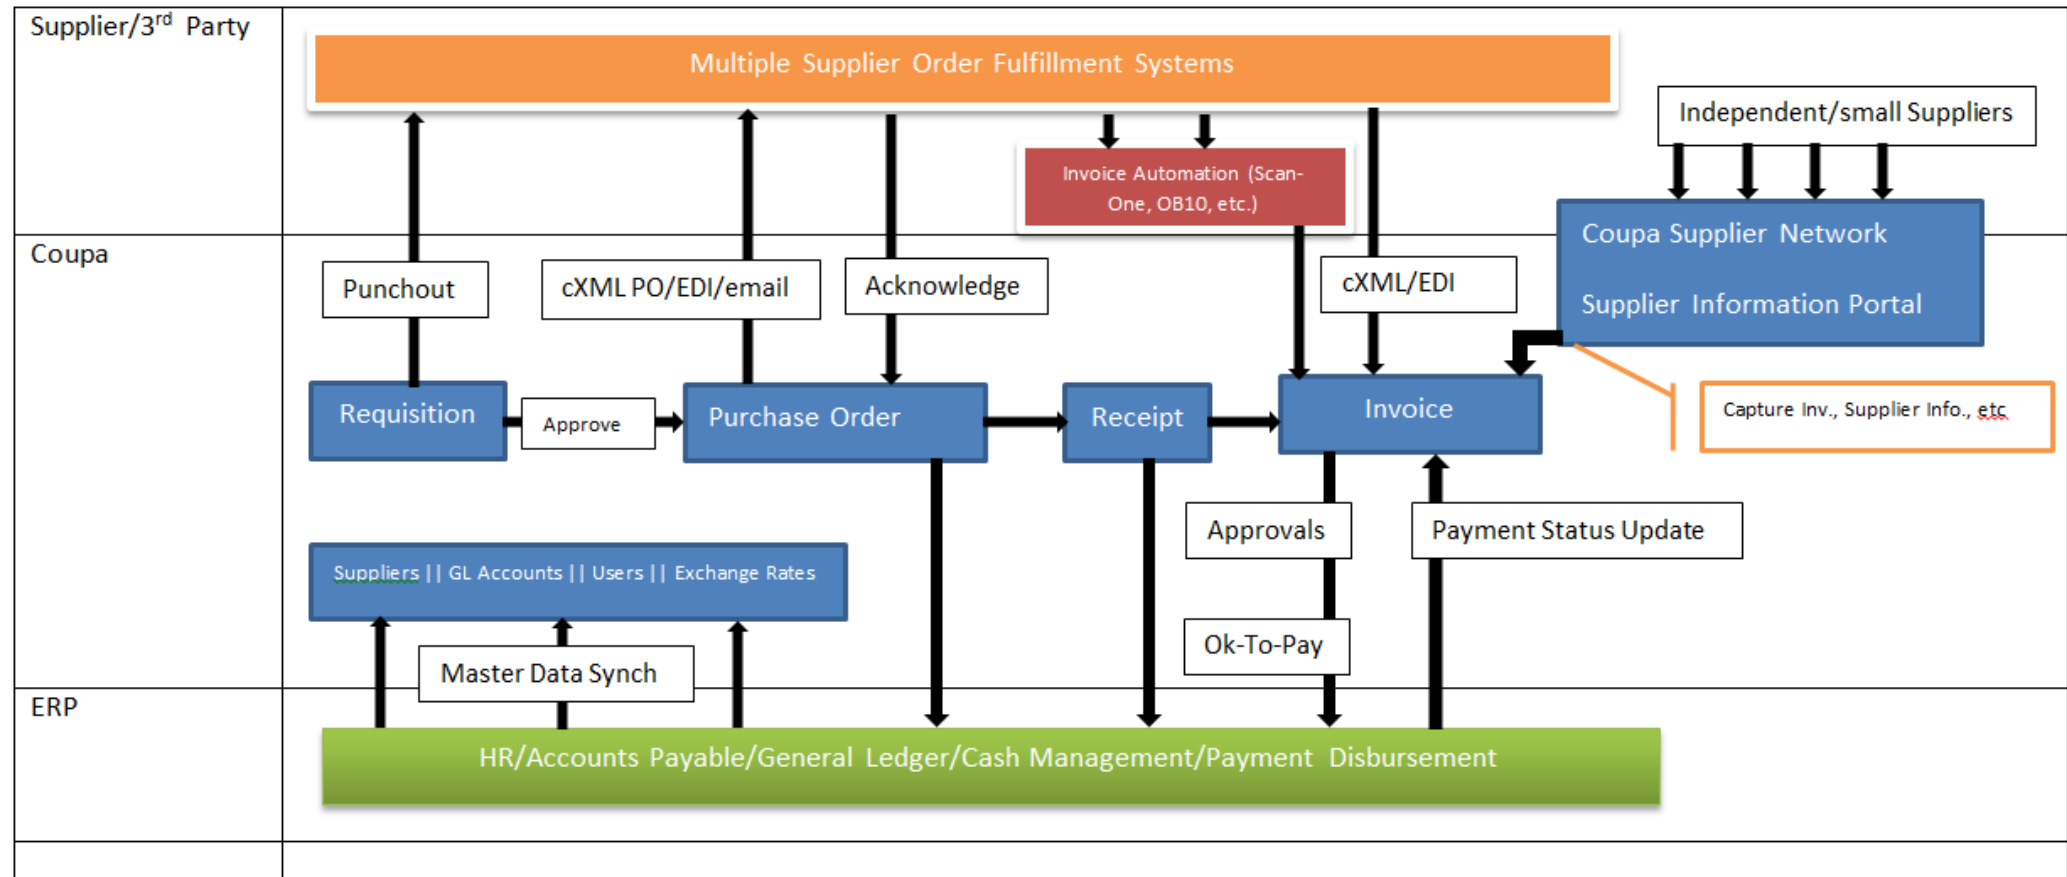 Supplier/3rd Party
Multiple Supplier Order Fulfillment Systems
Independent/small Suppliers
Invoice Automation (Scan-
One, OB10, etc.)
Coupa Supplier Network
Supplier Information Portal
Coupa
Punchout
cXML PO/EDI/email
Acknowledge
cXML/EDI
Requisition
Approve
Purchase Order
Receipt
Invoice
Capture Inv., Supplier Info., etc
Approvals
Payment Status Update
Suppliers || GL Accounts || Users || Exchange Rates
Ok-To-Pay
Master Data Synch
ERP
HR/Accounts Payable/General Ledger/Cash Management/Payment Disbursement